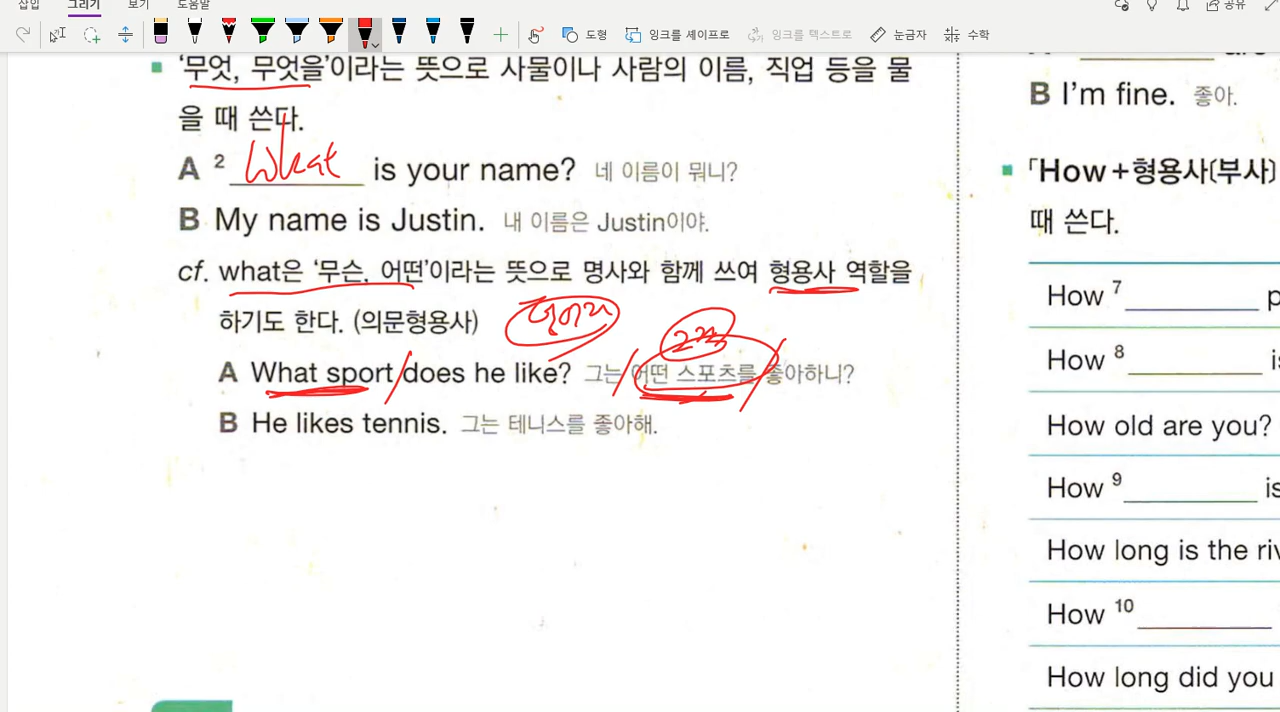 삽입 그리기 보기 도움말
공유
도형 잉크를 셰이프로 잉크를 텍스트로 눈금자 수학
▪ ‘무엇, 무엇을’이라는 뜻으로 사물이나 사람의 이름, 직업 등을 물
을 때 쓴다.
A ² What is your name? 네 이름이 뭐니?
B My name is Justin. 내 이름은 Justin이야.
cf. what은 ‘무슨, 어떤’이라는 뜻으로 명사와 함께 쓰여 형용사 역할을
하기도 한다. (의문형용사) 덩어리
A What sport does he like? 그는 어떤 스포츠를 좋아하니?
B He likes tennis. 그는 테니스를 좋아해.
B I’m fine. 좋아.
▪ 「How+형용사(부사)
때 쓴다.
How ⁷ p
How ⁸
How old are you?
How ⁹
How long is the
How ¹⁰
How long did you